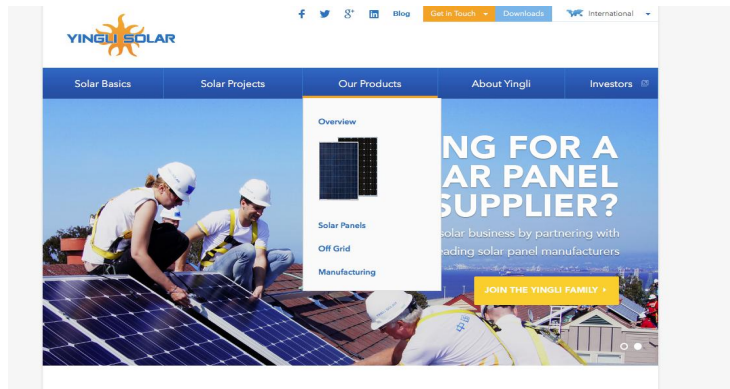 YINGLI SOLAR
Blog
Get in Touch
Downloads
International
Solar Basics
Solar Projects
Our Products
About Yingli
Investors
Overview
Solar Panels
Off Grid
Manufacturing
NG FOR A
AR PANEL
SUPPLIER?
solar business by partnering with
eading solar panel manufacturers
JOIN THE YINGLI FAMILY